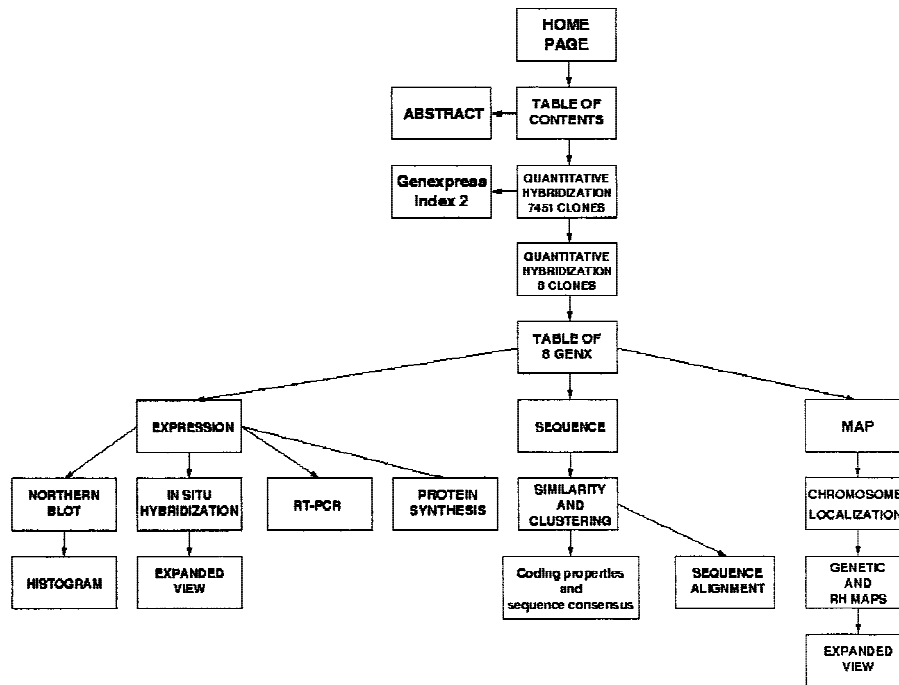 HOME
PAGE
ABSTRACT
TABLE OF
CONTENTS
Genexpress
Index 2
QUANTITATIVE
HYBRIDIZATION
7451 CLONES
QUANTITATIVE
HYBRIDIZATION
8 CLONES
TABLE OF
8 GENX
EXPRESSION
SEQUENCE
MAP
NORTHERN
BLOT
IN SITU
HYBRIDIZATION
RT-PCR
PROTEIN
SYNTHESIS
SIMILARITY
AND
CLUSTERING
CHROMOSOME
LOCALIZATION
HISTOGRAM
EXPANDED
VIEW
Coding properties
and
sequence consensus
SEQUENCE
ALIGNMENT
GENETIC
AND
RH MAPS
EXPANDED
VIEW